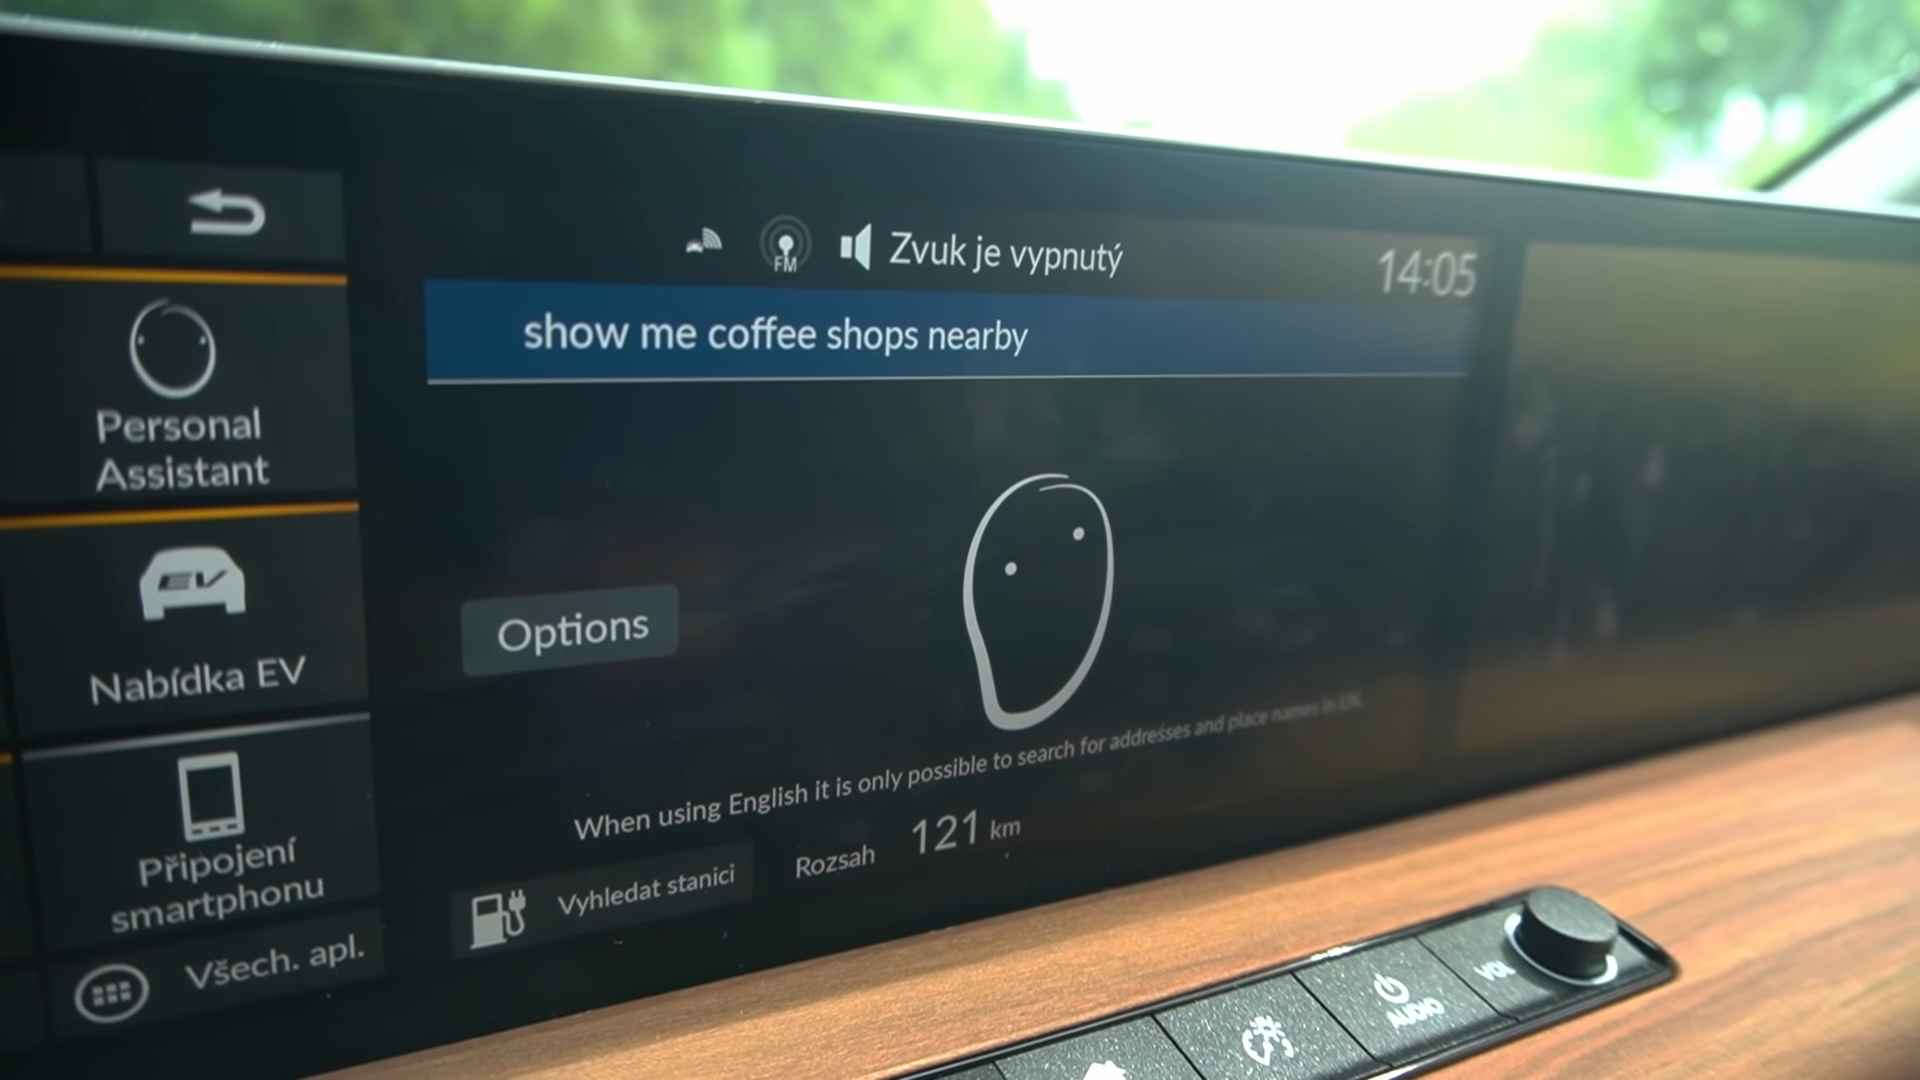 FM
Zvuk je vypnutý
14:05
show me coffee shops nearby
Personal
Assistant
EV
Nabídka EV
Options
Připojení
smartphonu
When using English it is only possible to search for addresses and place names in UK.
Vyhledat stanici
Rozsah 121 km
Všech. apl.
VOL
AUDIO